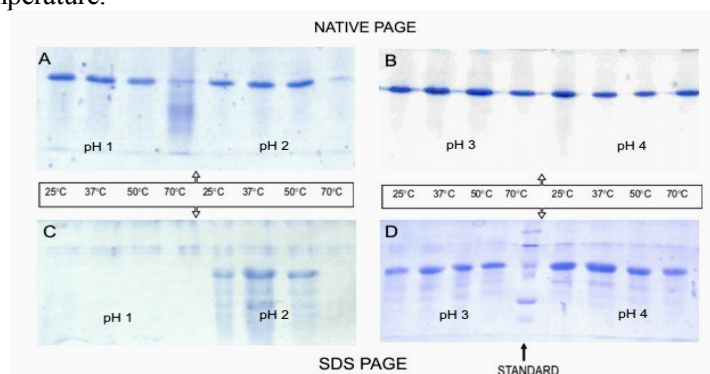 perature.
NATIVE PAGE
A
B
pH 1
pH 2
pH 3
pH 4
25°C 37°C 50°C 70°C 25°C 37°C 50°C 70°C
25°C 37°C 50°C 70°C 25°C 37°C 50°C 70°C
C
D
pH 1
pH 2
pH 3
pH 4
SDS PAGE
STANDARD